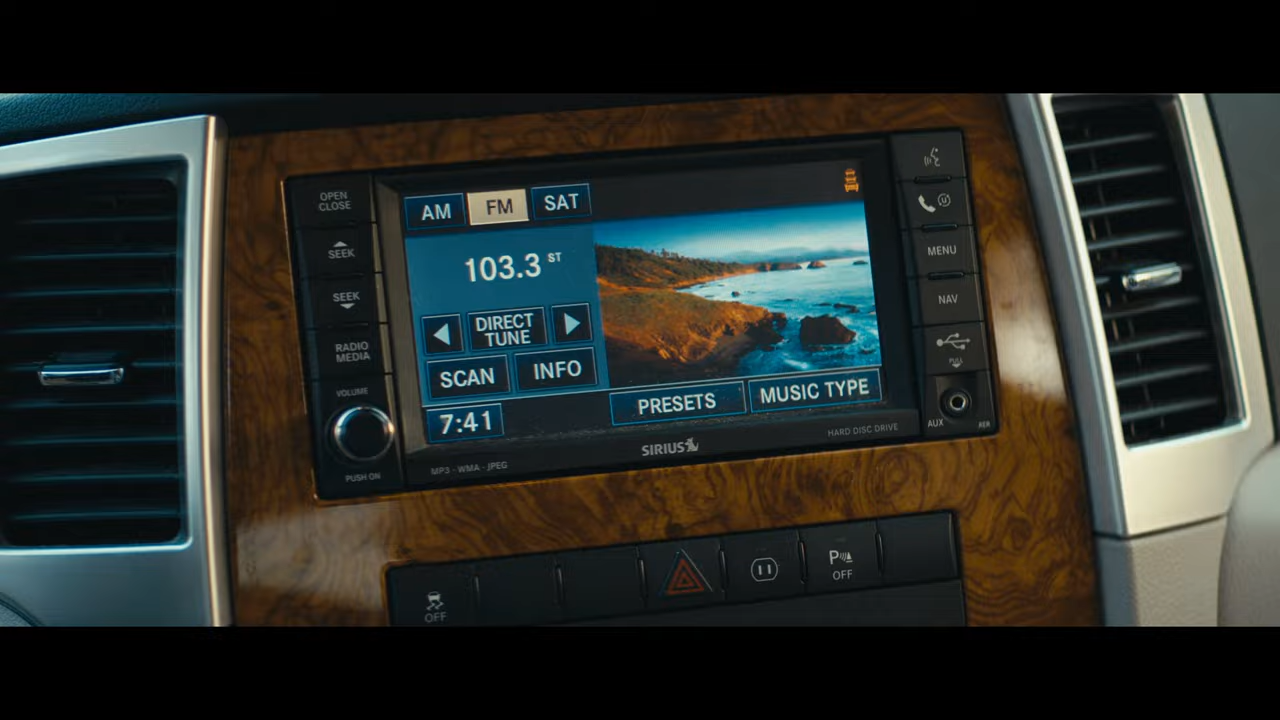 OPEN
CLOSE
SEEK
SEEK
RADIO
MEDIA
VOLUME
PUSH ON
AM FM SAT
103.3 ST
DIRECT
TUNE
SCAN INFO
7:41
PRESETS MUSIC TYPE
MP3 - WMA - JPEG
SIRIUS
HARD DISC DRIVE
MENU
NAV
PULL
AUX
OFF
P
OFF